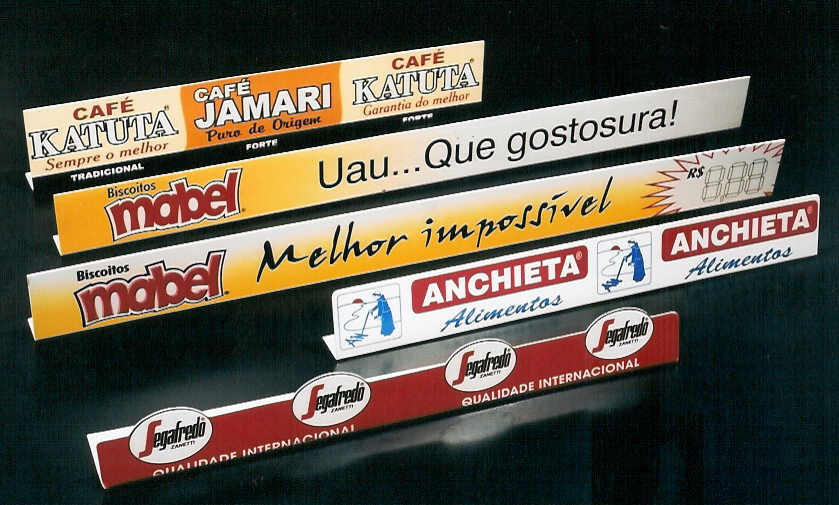 CAFÉ
KATUTA
Sempre o melhor
TRADICIONAL
CAFÉ
JAMARI
Puro de Origem
FORTE
CAFÉ
KATUTA
Garantia do melhor
FORTE
Biscoitos
mabel
Uau...Que gostosura!
Biscoitos
mabel
Melhor impossível
R$ 8,88
ANCHIETA
Alimentos
ANCHIETA
Alimentos
Segafredo
ZANETTI
QUALIDADE INTERNACIONAL
Segafredo
ZANETTI
Segafredo
ZANETTI
QUALIDADE INTERNACIONAL
Segafredo
ZANETTI